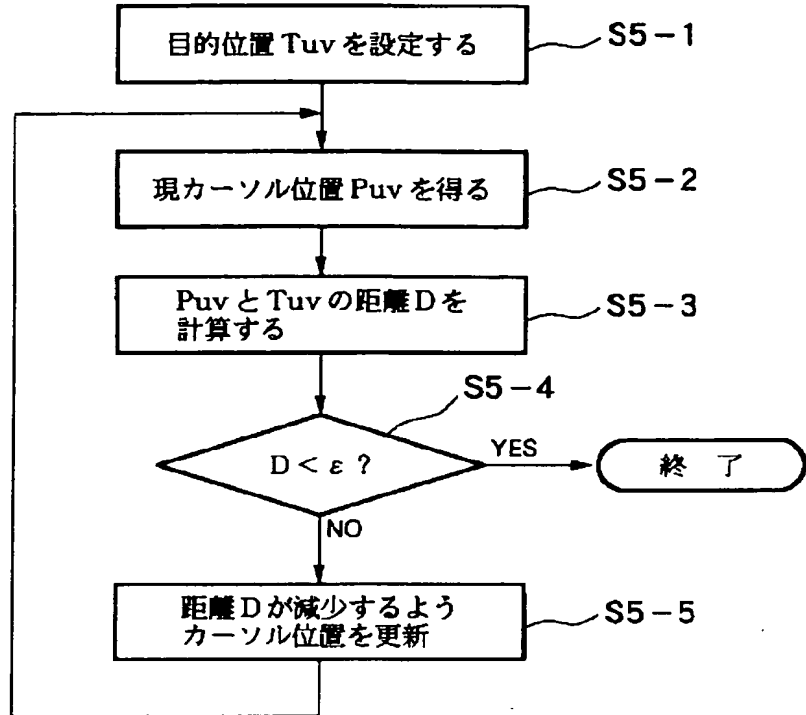 目的位置 Tuv を設定する
S5-1
現カーソル位置 Puv を得る
S5-2
Puv と Tuv の距離 D を
計算する
S5-3
S5-4
D < ε ?
YES
終 了
NO
距離 D が減少するよう
カーソル位置を更新
S5-5